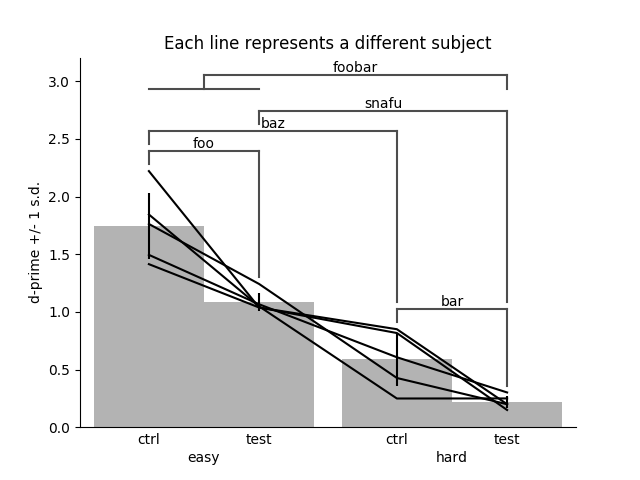 Each line represents a different subject
foobar
snafu
baz
foo
bar
d-prime +/- 1 s.d.
3.0
2.5
2.0
1.5
1.0
0.5
0.0
ctrl test ctrl test
easy hard